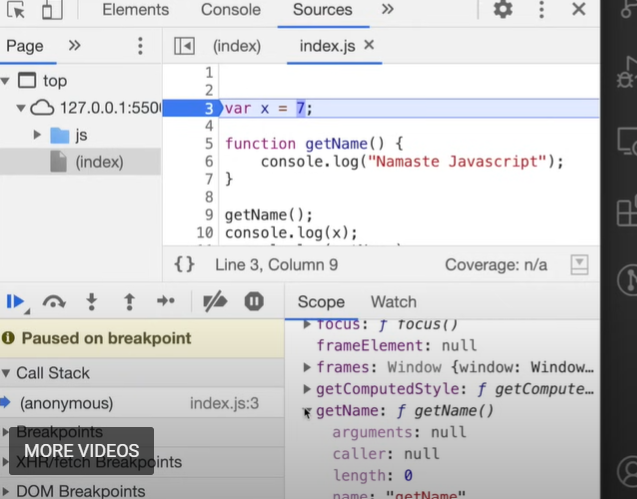 Elements Console Sources »
Page » (index) index.js ×
top
127.0.0.1:550
js
(index)
1
2
3 var x = 7;
4
5 function getName() {
6 console.log("Namaste Javascript");
7 }
8
9 getName();
10 console.log(x);
{} Line 3, Column 9 Coverage: n/a
Scope Watch
Paused on breakpoint
Call Stack
(anonymous) index.js:3
Breakpoints
MORE VIDEOS
XHR/fetch Breakpoints
DOM Breakpoints
focus: ƒ focus()
frameElement: null
frames: Window {window: Window…
getComputedStyle: ƒ getCompute…
getName: ƒ getName()
arguments: null
caller: null
length: 0
name: "getName"